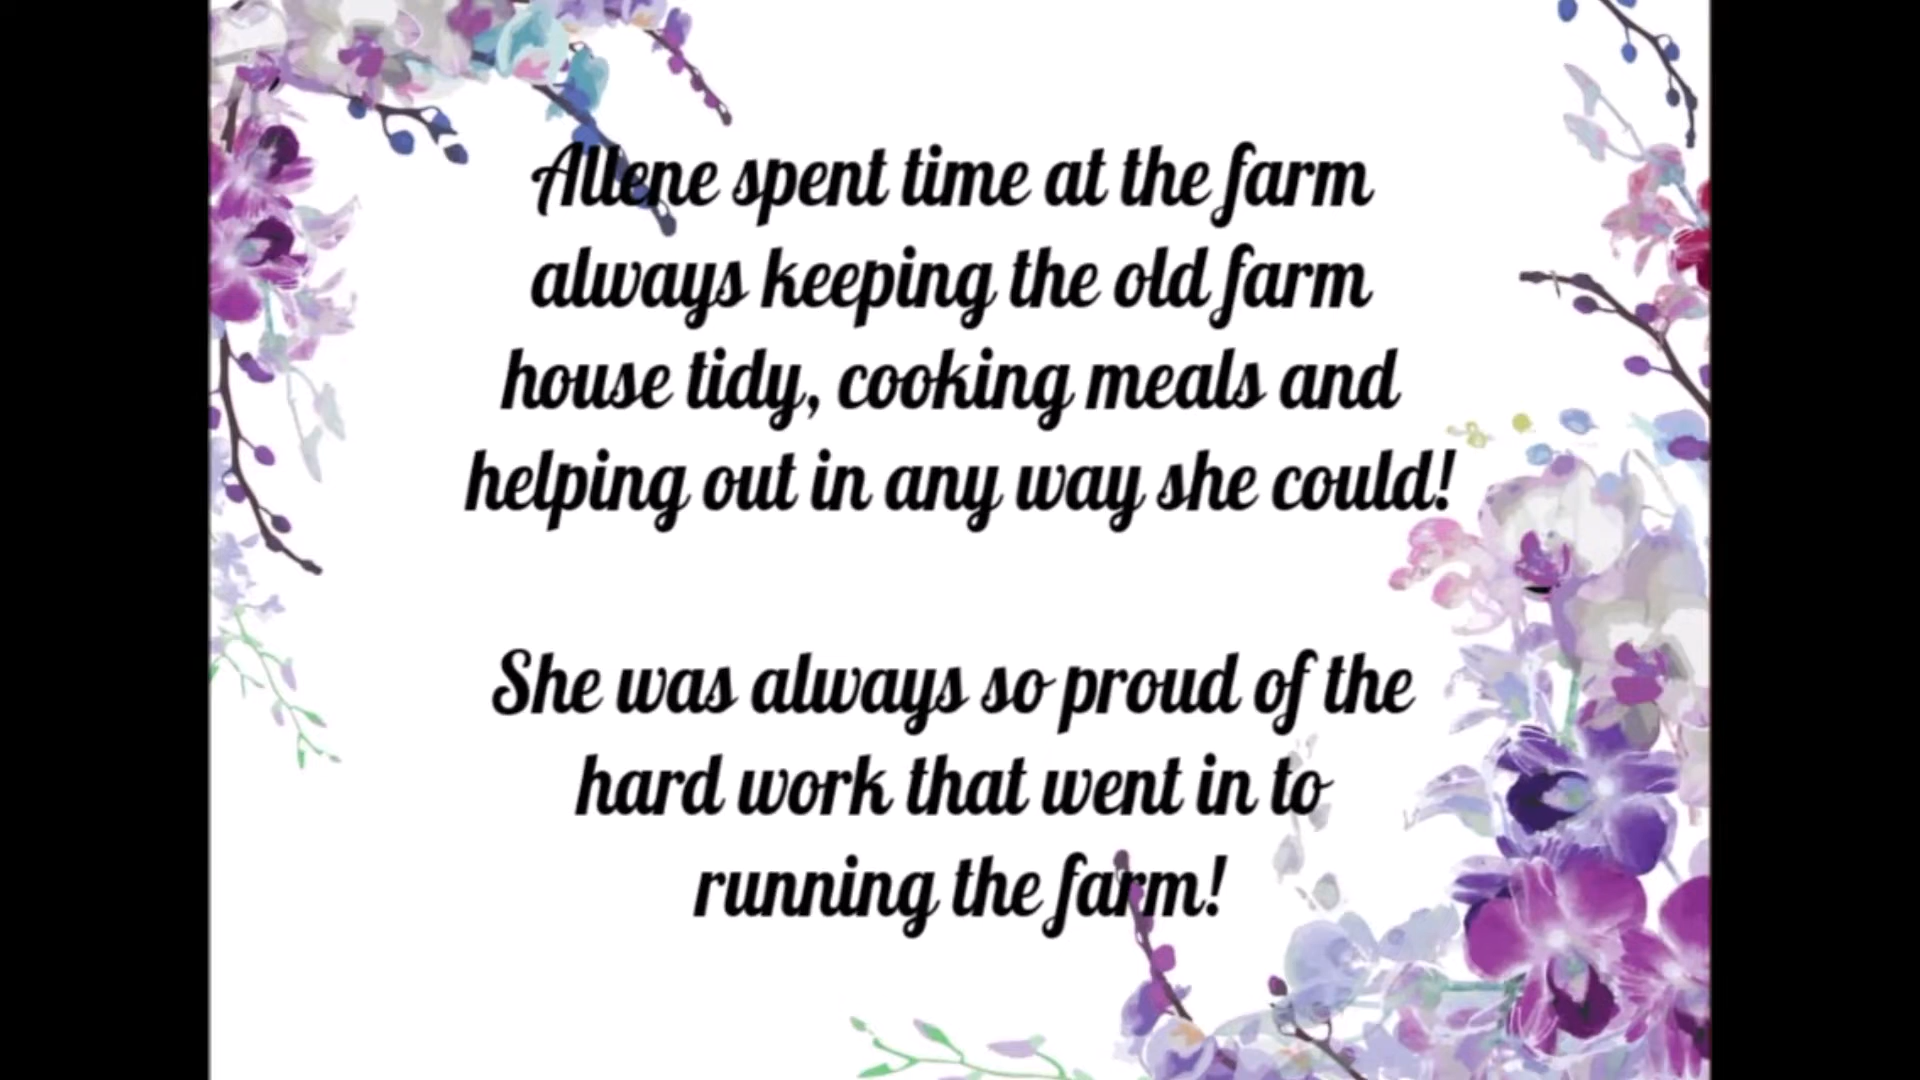 Allene spent time at the farm
always keeping the old farm
house tidy, cooking meals and
helping out in any way she could!
She was always so proud of the
hard work that went in to
running the farm!